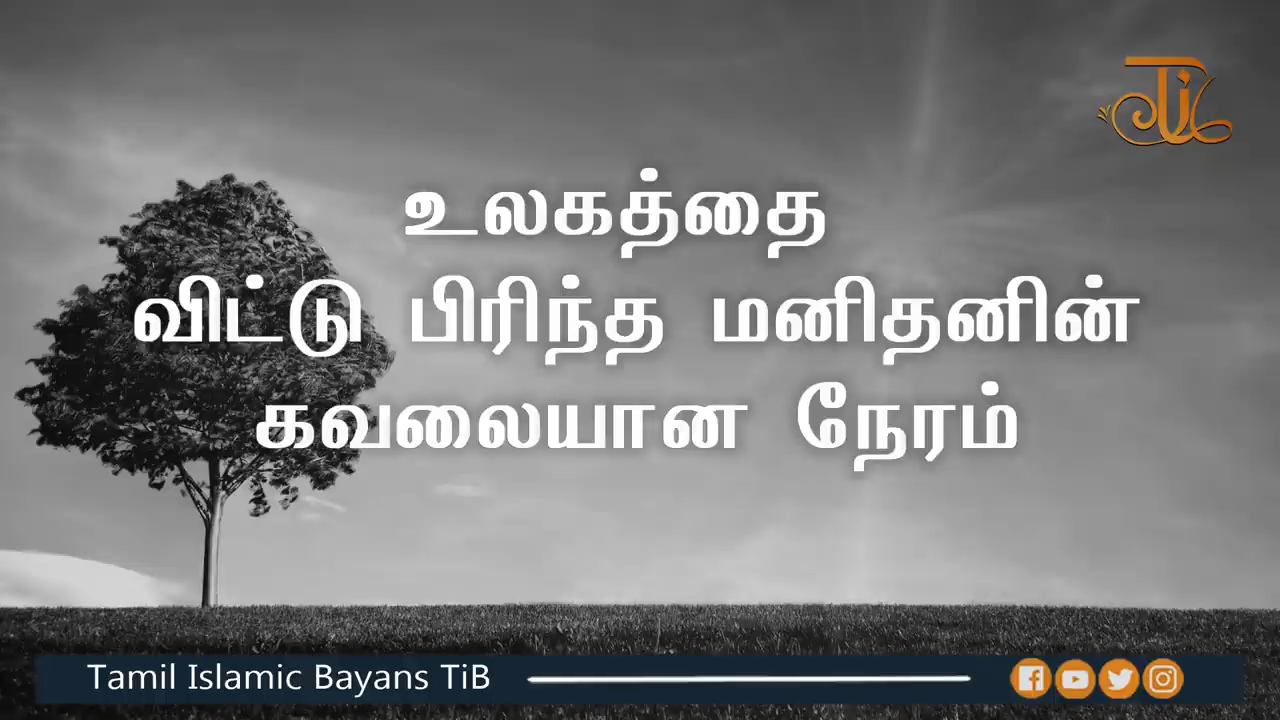 உலகத்தை
விட்டு பிரிந்த மனிதனின்
கவலையான நேரம்
Tamil Islamic Bayans TiB